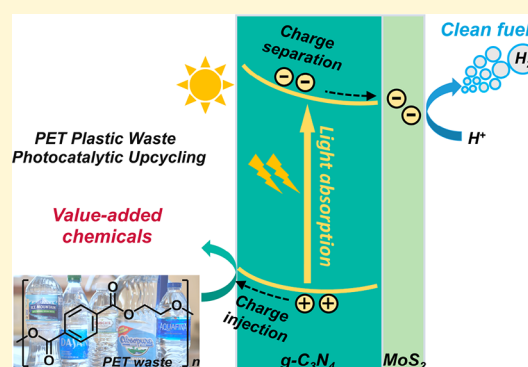 Charge
separation
Clean fuel
H
− −
−
−
H⁺
PET Plastic Waste
Photocatalytic Upcycling
Light absorption
Value-added
chemicals
+ +
Charge
injection
O
O
O
O
n
AQUAFINA
PET waste
g-C₃N₄
MoS₂